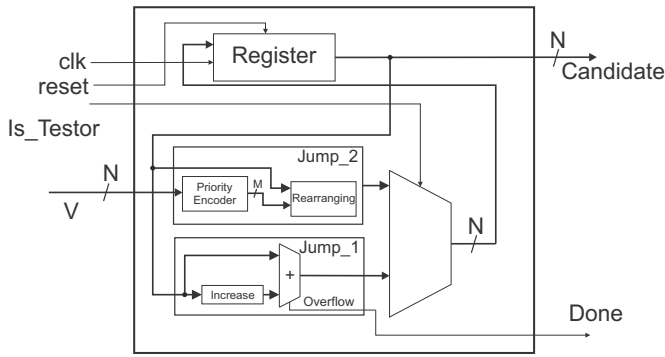 Register
N
Candidate
clk
reset
Is_Testor
Jump_2
N
V
Priority
Encoder
M
Rearranging
N
Jump_1
+
Increase
Overflow
Done